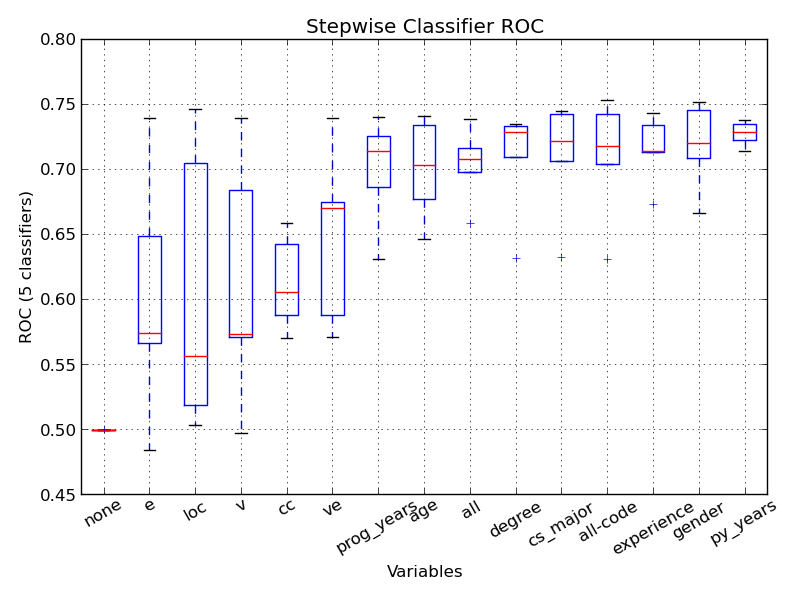 Stepwise Classifier ROC
0.80
0.75
0.70
0.65
0.60
0.55
0.50
0.45
ROC (5 classifiers)
none
e
loc
v
cc
ve
prog_years
age
all
degree
cs_major
all-code
experience
gender
py_years
Variables